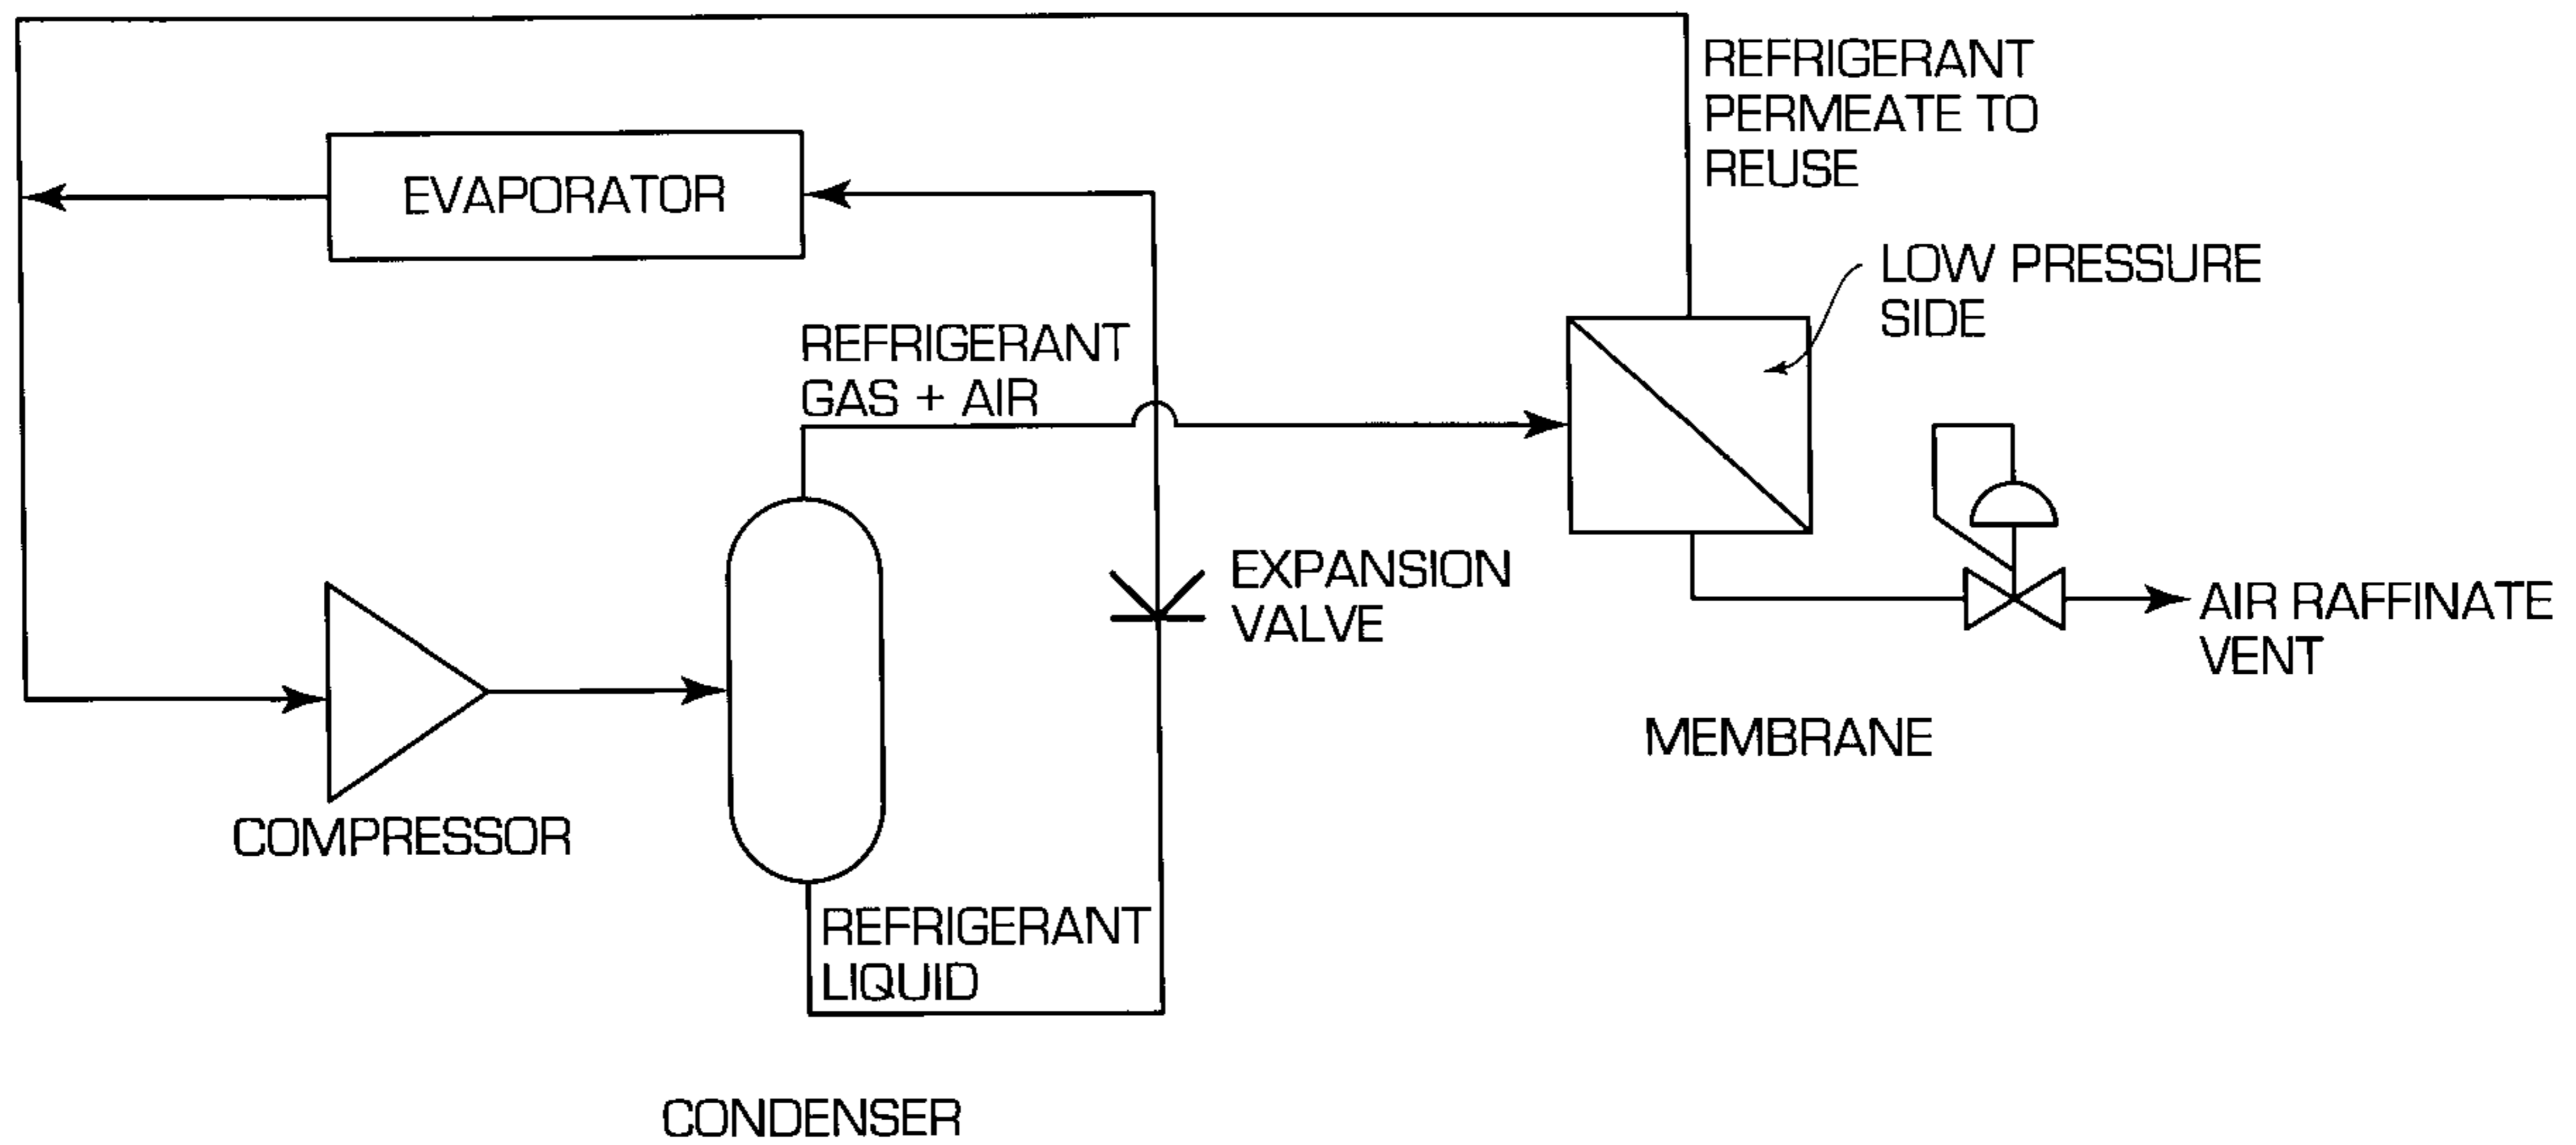 REFRIGERANT
PERMEATE TO
REUSE
EVAPORATOR
LOW PRESSURE
SIDE
REFRIGERANT
GAS + AIR
EXPANSION
VALVE
AIR RAFFINATE
VENT
MEMBRANE
COMPRESSOR
REFRIGERANT
LIQUID
CONDENSER